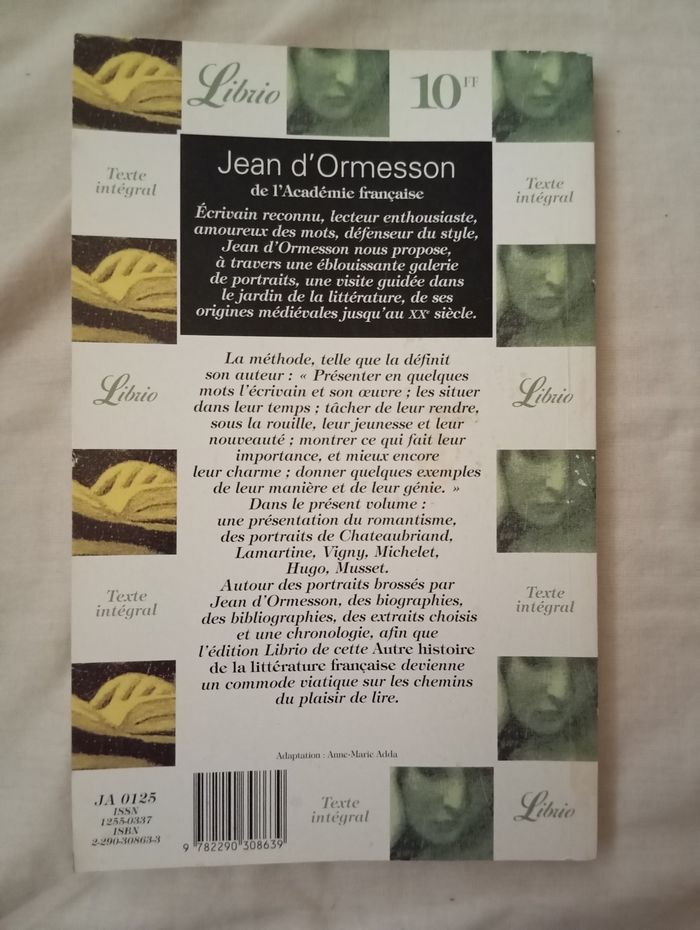 Librio
10 FF
Texte
intégral
Texte
intégral
Jean d'Ormesson
de l'Académie française
Écrivain reconnu, lecteur enthousiaste,
amoureux des mots, défenseur du style,
Jean d'Ormesson nous propose,
à travers une éblouissante galerie
de portraits, une visite guidée dans
le jardin de la littérature, de ses
origines médiévales jusqu'au XXe siècle.
Librio
Librio
La méthode, telle que la définit
son auteur : « Présenter en quelques
mots l'écrivain et son œuvre ; les situer
dans leur temps ; tâcher de leur rendre,
sous la rouille, leur jeunesse et leur
nouveauté ; montrer ce qui fait leur
importance, et mieux encore
leur charme ; donner quelques exemples
de leur manière et de leur génie. »
Dans le présent volume :
une présentation du romantisme,
des portraits de Chateaubriand,
Lamartine, Vigny, Michelet,
Hugo, Musset.
Autour des portraits brossés par
Jean d'Ormesson, des biographies,
des bibliographies, des extraits choisis
et une chronologie, afin que
l'édition Librio de cette Autre histoire
de la littérature française devienne
un commode viatique sur les chemins
du plaisir de lire.
Texte
intégral
Texte
intégral
Adaptation : Anne-Marie Adda
JA 0125
ISSN
1255-0337
ISBN
2-290-30863-3
9 782290 308639
Texte
intégral
Librio